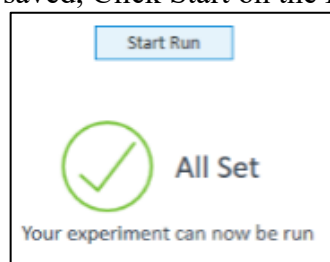 saved, Click Start on the
Start Run
All Set
Your experiment can now be run